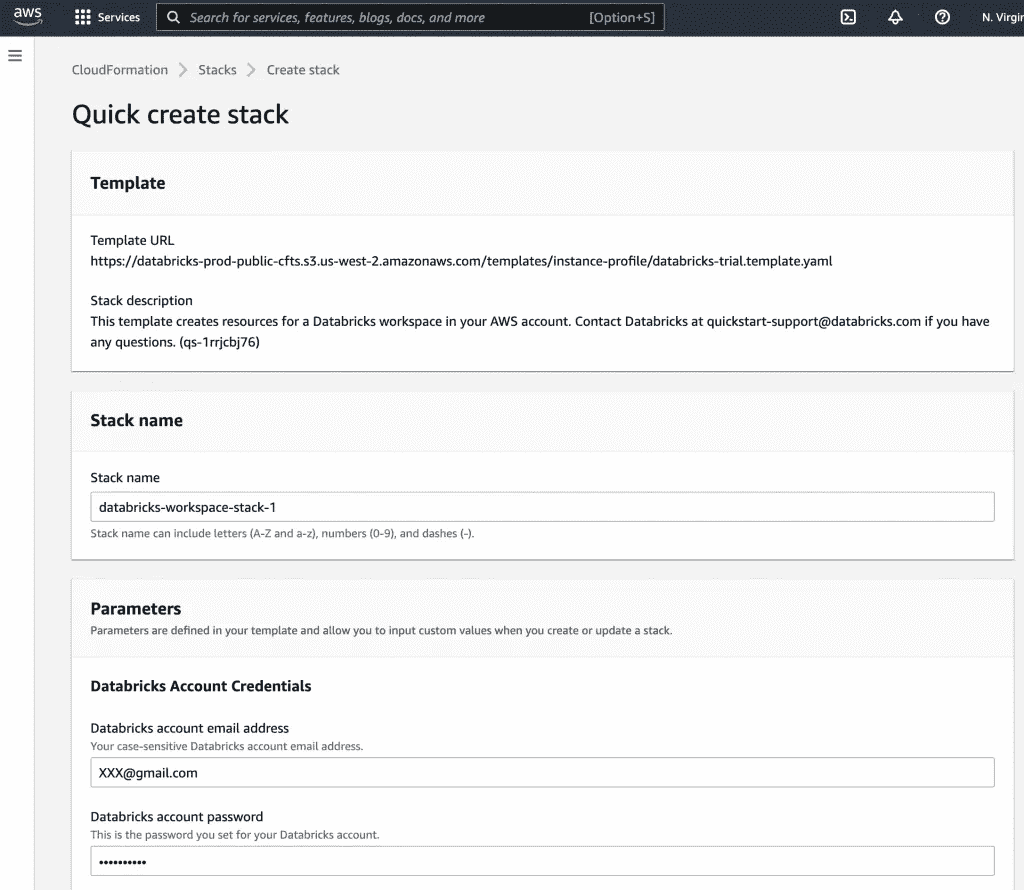 aws
Services
Search for services, features, blogs, docs, and more
[Option+S]
N. Virgin
CloudFormation
Stacks
Create stack
Quick create stack
Template
Template URL
https://databricks-prod-public-cfts.s3.us-west-2.amazonaws.com/templates/instance-profile/databricks-trial.template.yaml
Stack description
This template creates resources for a Databricks workspace in your AWS account. Contact Databricks at quickstart-support@databricks.com if you have
any questions. (qs-1rrjcbj76)
Stack name
Stack name
databricks-workspace-stack-1
Stack name can include letters (A-Z and a-z), numbers (0-9), and dashes (-).
Parameters
Parameters are defined in your template and allow you to input custom values when you create or update a stack.
Databricks Account Credentials
Databricks account email address
Your case-sensitive Databricks account email address.
XXX@gmail.com
Databricks account password
This is the password you set for your Databricks account.
••••••••••